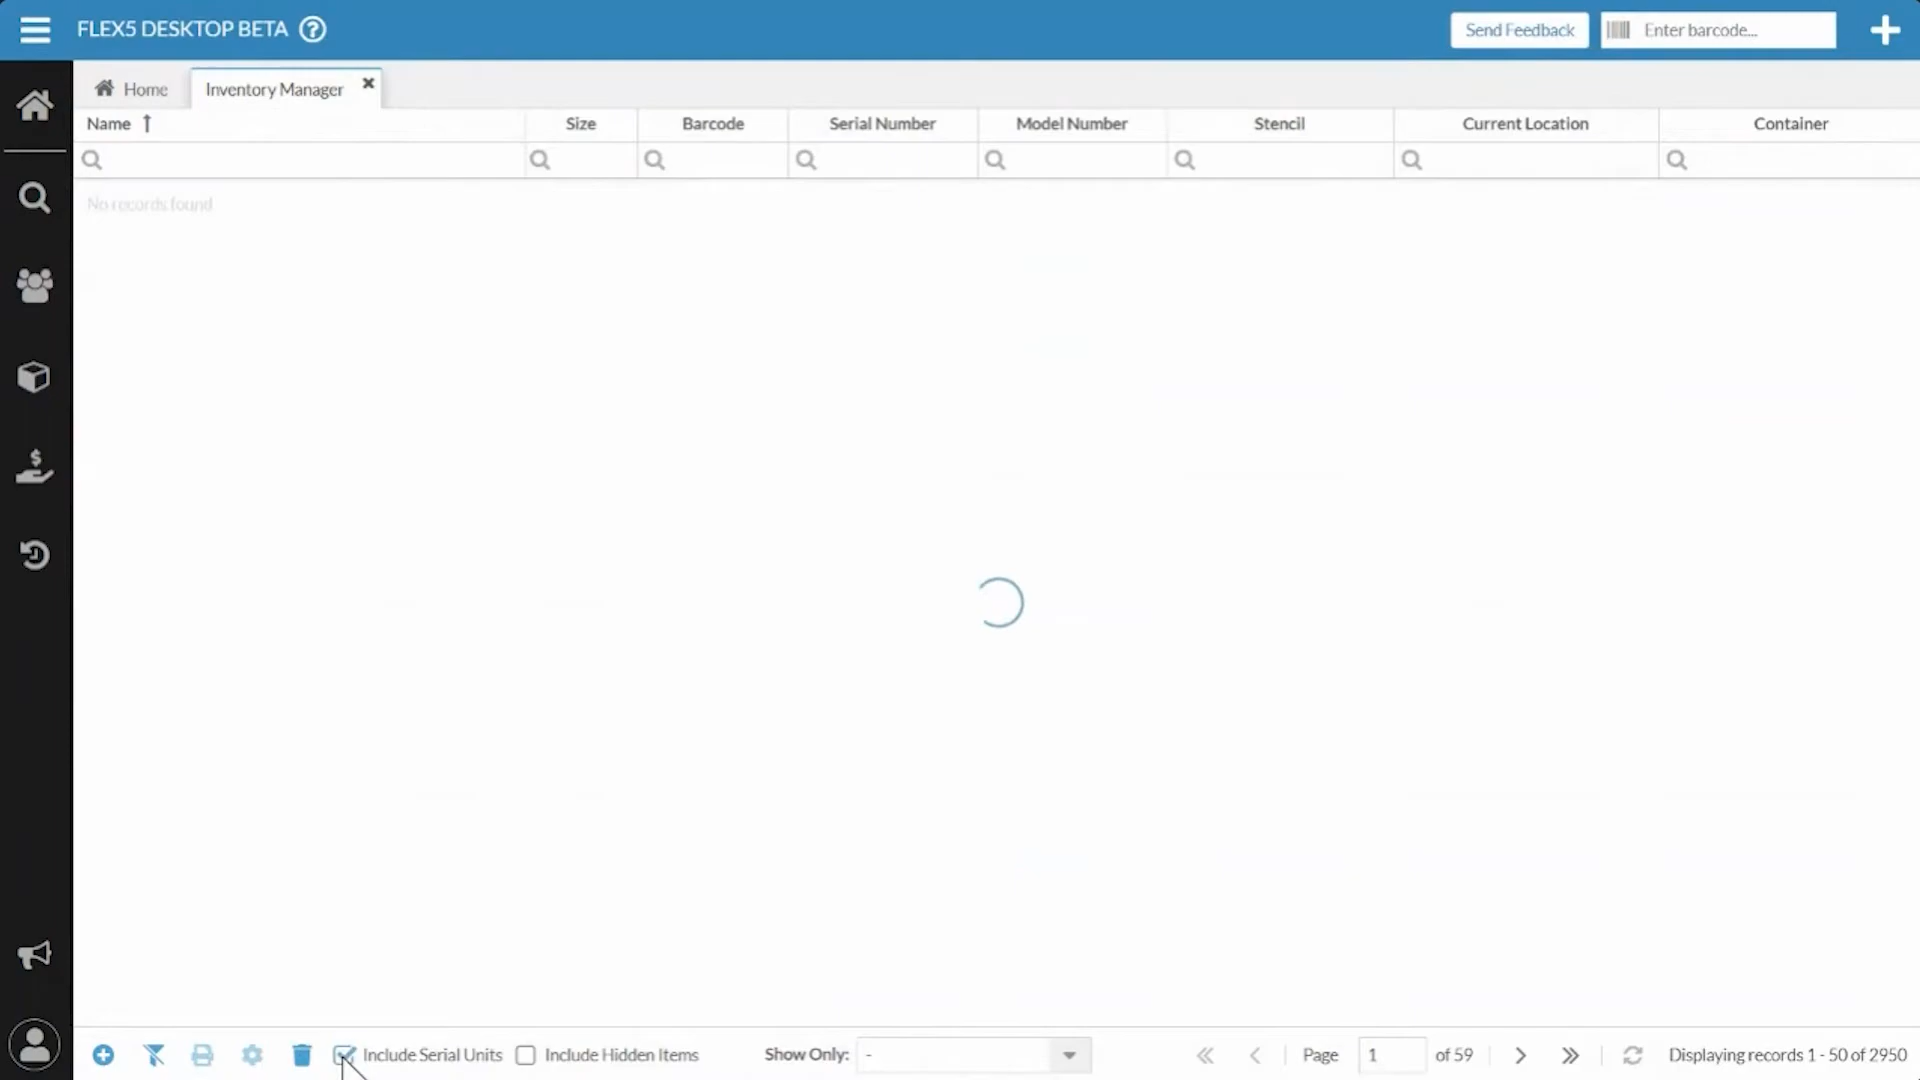 FLEX5 DESKTOP BETA ?
Send Feedback
Enter barcode...
Home
Inventory Manager
Name ↑ Size Barcode Serial Number Model Number Stencil Current Location Container
No records found
$
Include Serial Units Include Hidden Items Show Only: - Page 1 of 59 Displaying records 1 - 50 of 2950